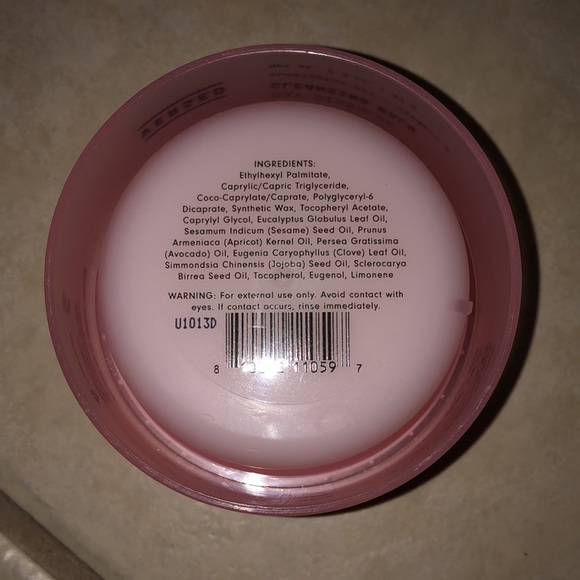 VERSED
CLEANSING BALM
INGREDIENTS:
Ethylhexyl Palmitate,
Caprylic/Capric Triglyceride,
Coco-Caprylate/Caprate, Polyglyceryl-6
Dicaprate, Synthetic Wax, Tocopheryl Acetate,
Caprylyl Glycol, Eucalyptus Globulus Leaf Oil,
Sesamum Indicum (Sesame) Seed Oil, Prunus
Armeniaca (Apricot) Kernel Oil, Persea Gratissima
(Avocado) Oil, Eugenia Caryophyllus (Clove) Leaf Oil,
Simmondsia Chinensis (Jojoba) Seed Oil, Sclerocarya
Birrea Seed Oil, Tocopherol, Eugenol, Limonene
WARNING: For external use only. Avoid contact with
eyes. If contact occurs, rinse immediately.
U1013D
8 11059 7